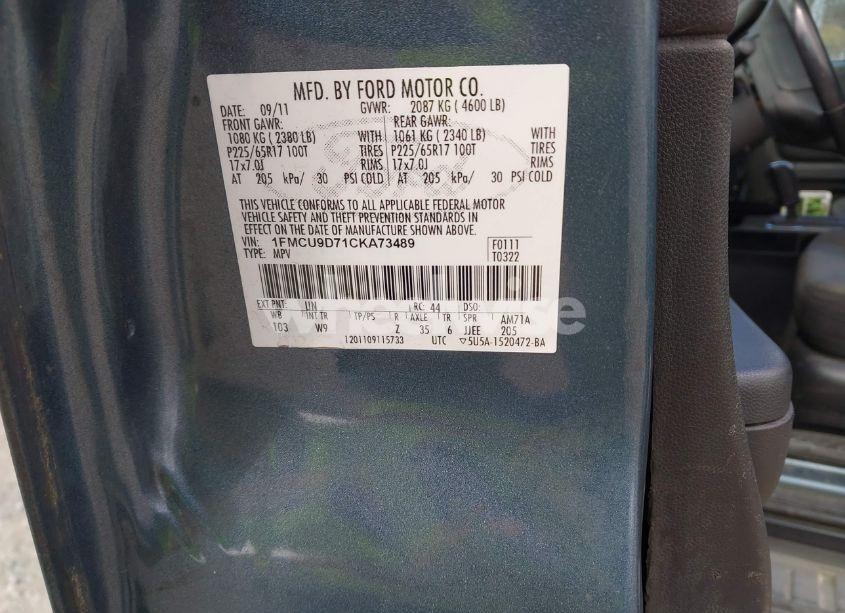 MFD. BY FORD MOTOR CO.
DATE: 09/11 GVWR: 2087 KG ( 4600 LB)
FRONT GAWR: REAR GAWR:
1080 KG ( 2380 LB) WITH 1061 KG ( 2340 LB) WITH
P225/65R17 100T TIRES P225/65R17 100T TIRES
17x7.0J RIMS 17x7.0J RIMS
AT 205 kPa/ 30 PSI COLD AT 205 kPa/ 30 PSI COLD
THIS VEHICLE CONFORMS TO ALL APPLICABLE FEDERAL MOTOR
VEHICLE SAFETY AND THEFT PREVENTION STANDARDS IN
EFFECT ON THE DATE OF MANUFACTURE SHOWN ABOVE.
VIN: 1FMCU9D71CKA73489 F0111
TYPE: MPV T0322
EXT PNT: UN RC: 44 DSO:
WB INT TR TP/PS R AXLE TR SPR AM71A
103 W9 Z 35 6 JJEE 205
1201109115733 UTC ▽5U5A-1520472-BA